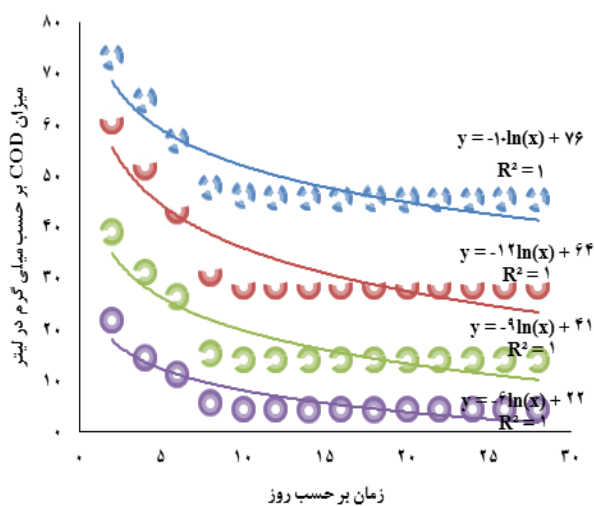 ۸۰
۷۰
۶۰
۵۰
۴۰
۳۰
۲۰
۱۰
۰
میزان COD بر حسب میلی گرم در لیتر
y = -۱۰ln(x) + ۷۶
R² = ۱
y = -۱۲ln(x) + ۶۴
R² = ۱
y = -۹ln(x) + ۴۱
R² = ۱
y = -۶ln(x) + ۲۲
R² = ۱
۰ ۵ ۱۰ ۱۵ ۲۰ ۲۵ ۳۰
زمان بر حسب روز